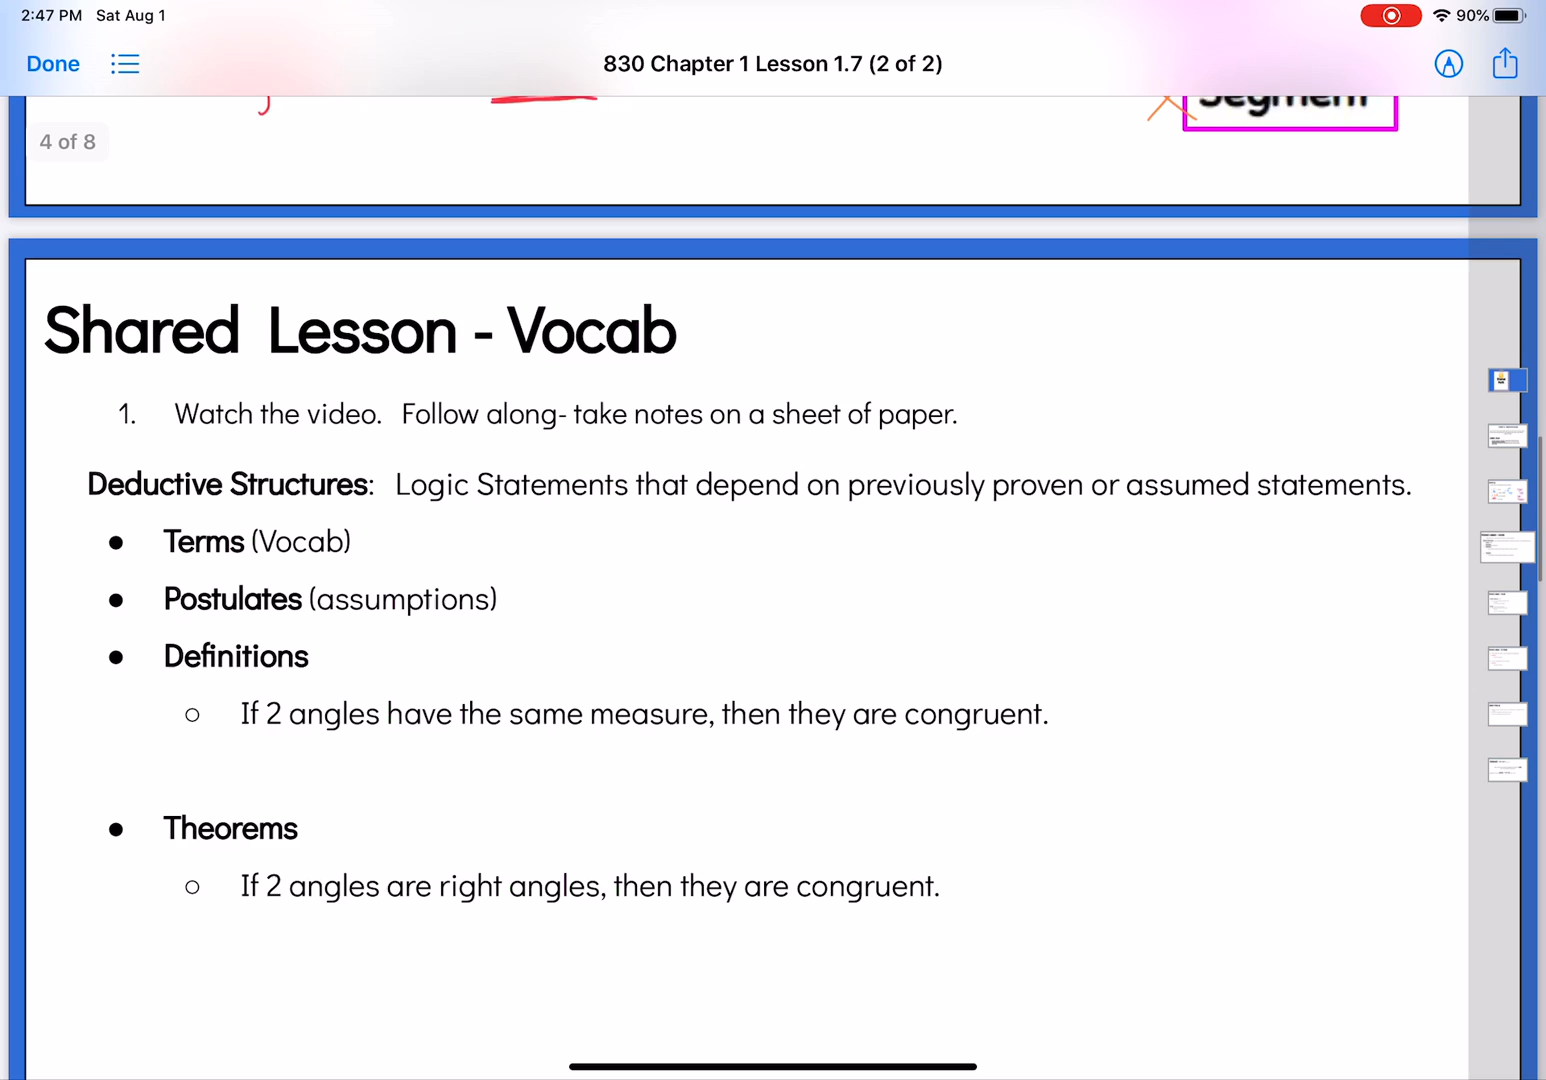 2:47 PM Sat Aug 1
90%
Done
830 Chapter 1 Lesson 1.7 (2 of 2)
Segment
4 of 8
Shared Lesson - Vocab
1. Watch the video. Follow along- take notes on a sheet of paper.
Deductive Structures: Logic Statements that depend on previously proven or assumed statements.
● Terms (Vocab)
● Postulates (assumptions)
● Definitions
○ If 2 angles have the same measure, then they are congruent.
● Theorems
○ If 2 angles are right angles, then they are congruent.